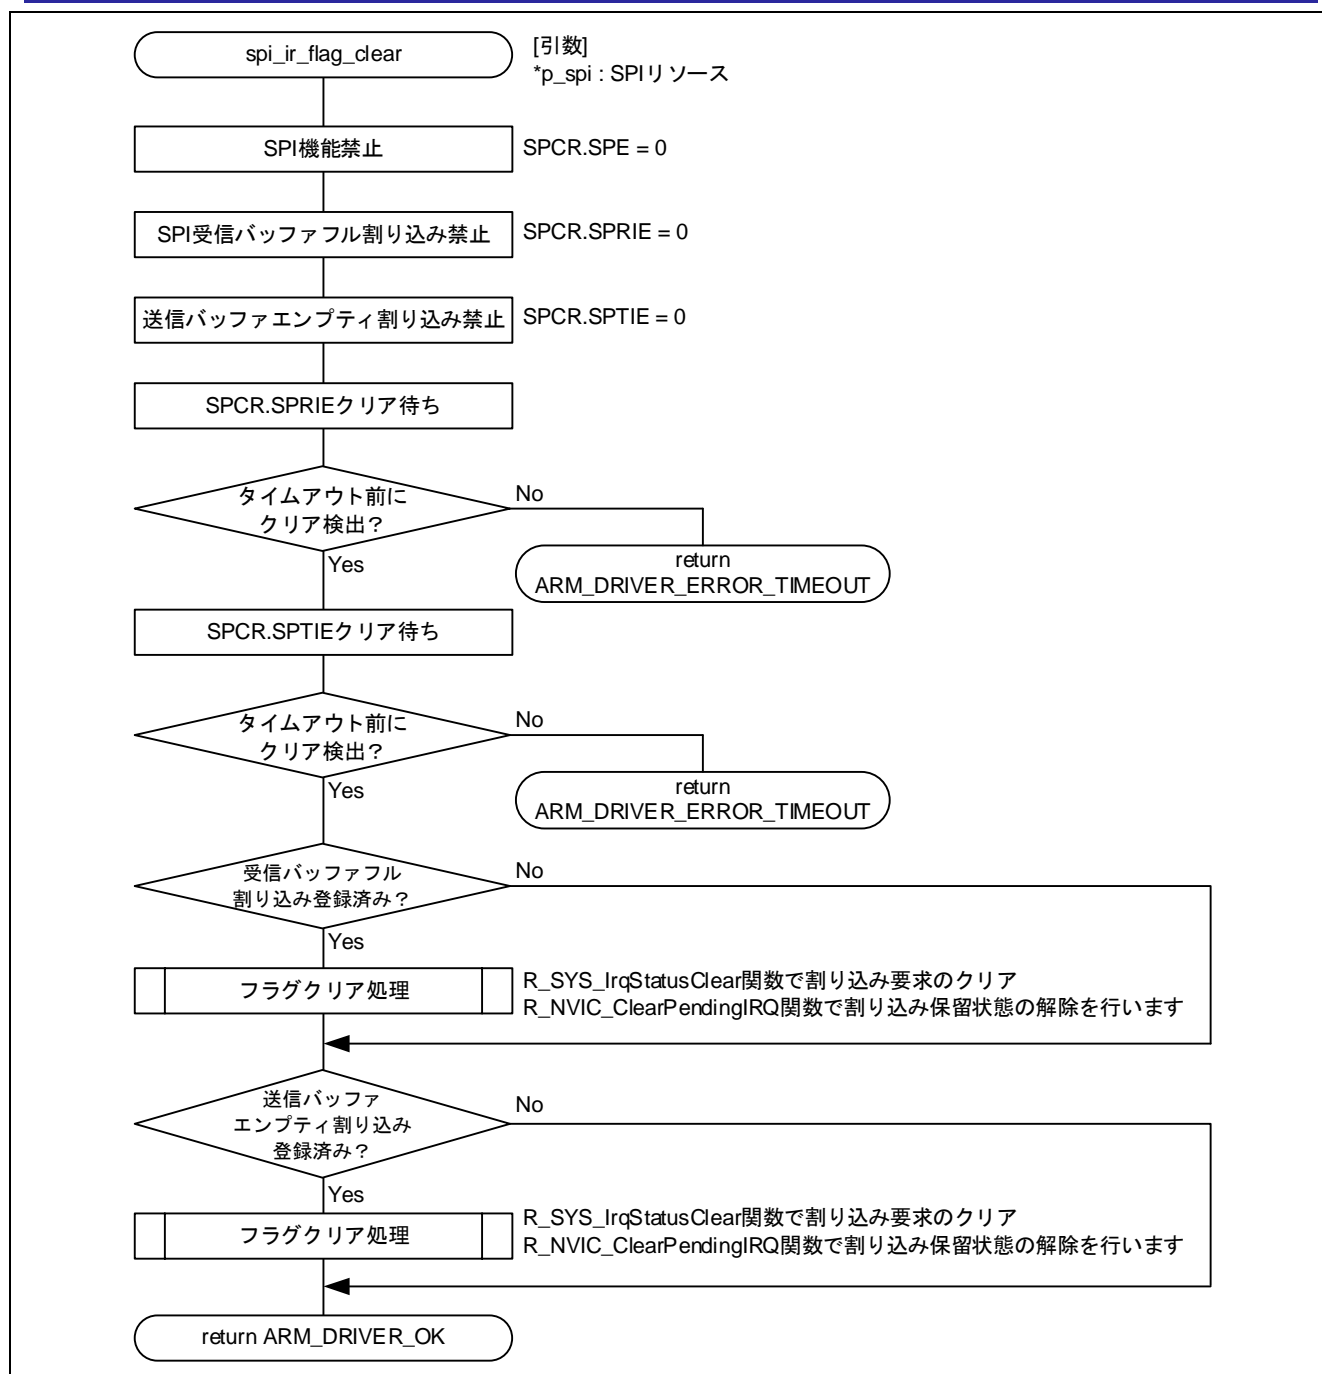 spi_ir_flag_clear
[引数]
*p_spi : SPIリソース
SPI機能禁止
SPCR.SPE = 0
SPI受信バッファフル割り込み禁止
SPCR.SPRIE = 0
送信バッファエンプティ割り込み禁止
SPCR.SPTIE = 0
SPCR.SPRIEクリア待ち
タイムアウト前に
クリア検出？
No
Yes
return
ARM_DRIVER_ERROR_TIMEOUT
SPCR.SPTIEクリア待ち
タイムアウト前に
クリア検出？
No
Yes
return
ARM_DRIVER_ERROR_TIMEOUT
受信バッファフル
割り込み登録済み？
No
Yes
フラグクリア処理
R_SYS_IrqStatusClear関数で割り込み要求のクリア
R_NVIC_ClearPendingIRQ関数で割り込み保留状態の解除を行います
送信バッファ
エンプティ割り込み
登録済み？
No
Yes
フラグクリア処理
R_SYS_IrqStatusClear関数で割り込み要求のクリア
R_NVIC_ClearPendingIRQ関数で割り込み保留状態の解除を行います
return ARM_DRIVER_OK